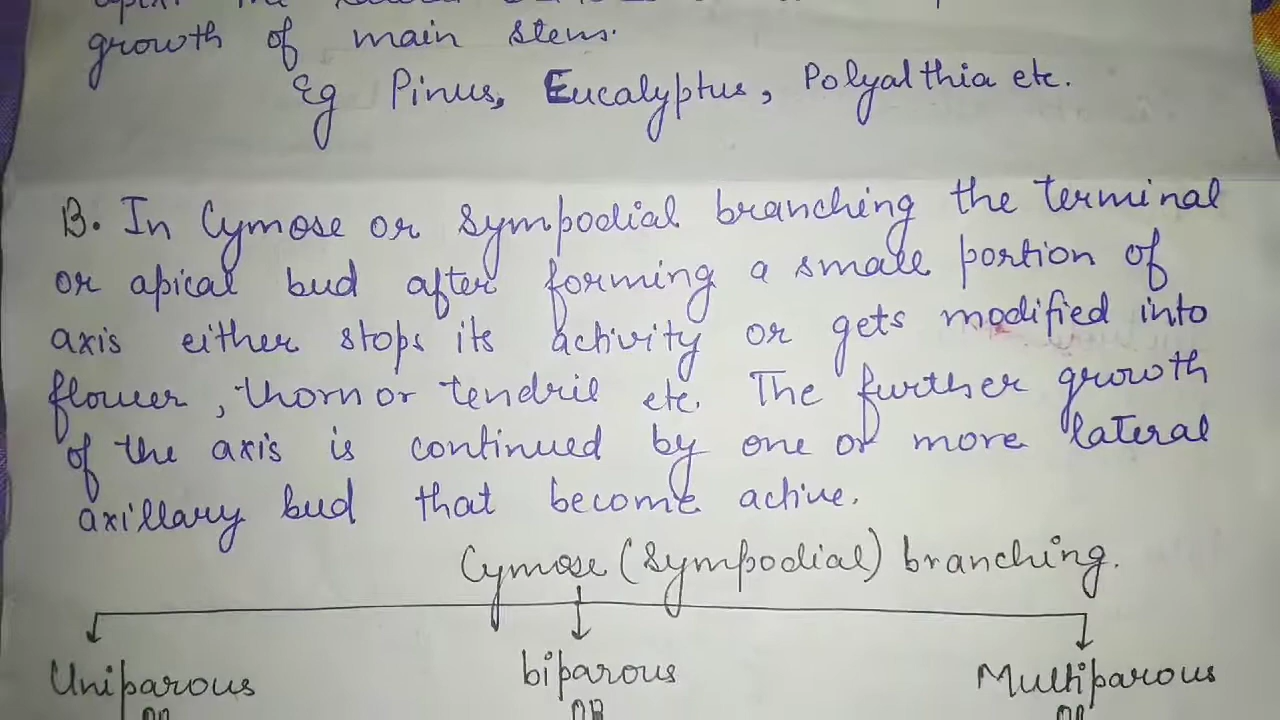 growth of main stem.
Eg Pinus, Eucalyptus, Polyalthia etc.
B. In Cymose or Sympodial branching the terminal
or apical bud after forming a small portion of
axis either stops its activity or gets modified into
flower, thorn or tendril etc. The further growth
of the axis is continued by one or more lateral
axillary bud that become active.
Cymose (Sympodial) branching.
Uniparous biparous Multiparous
OR OR OR